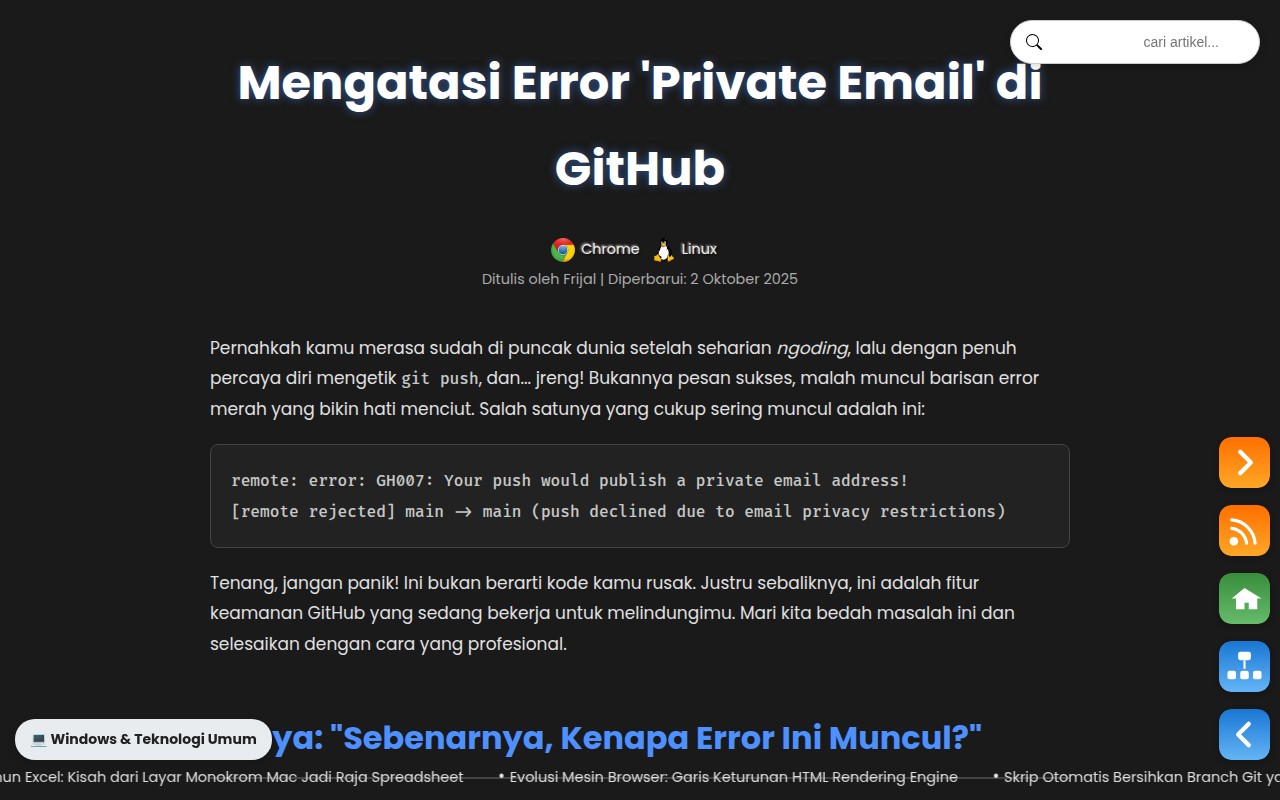 cari artikel...
Mengatasi Error 'Private Email' di
GitHub
Chrome Linux
Ditulis oleh Frijal | Diperbarui: 2 Oktober 2025
Pernahkah kamu merasa sudah di puncak dunia setelah seharian ngoding, lalu dengan penuh
percaya diri mengetik git push, dan... jreng! Bukannya pesan sukses, malah muncul barisan error
merah yang bikin hati menciut. Salah satunya yang cukup sering muncul adalah ini:
remote: error: GH007: Your push would publish a private email address!
[remote rejected] main -> main (push declined due to email privacy restrictions)
Tenang, jangan panik! Ini bukan berarti kode kamu rusak. Justru sebaliknya, ini adalah fitur
keamanan GitHub yang sedang bekerja untuk melindungimu. Mari kita bedah masalah ini dan
selesaikan dengan cara yang profesional.
ya: "Sebenarnya, Kenapa Error Ini Muncul?"
💻 Windows & Teknologi Umum
Excel: Kisah dari Layar Monokrom Mac Jadi Raja Spreadsheet • Evolusi Mesin Browser: Garis Keturunan HTML Rendering Engine • Skrip Otomatis Bersihkan Branch Git